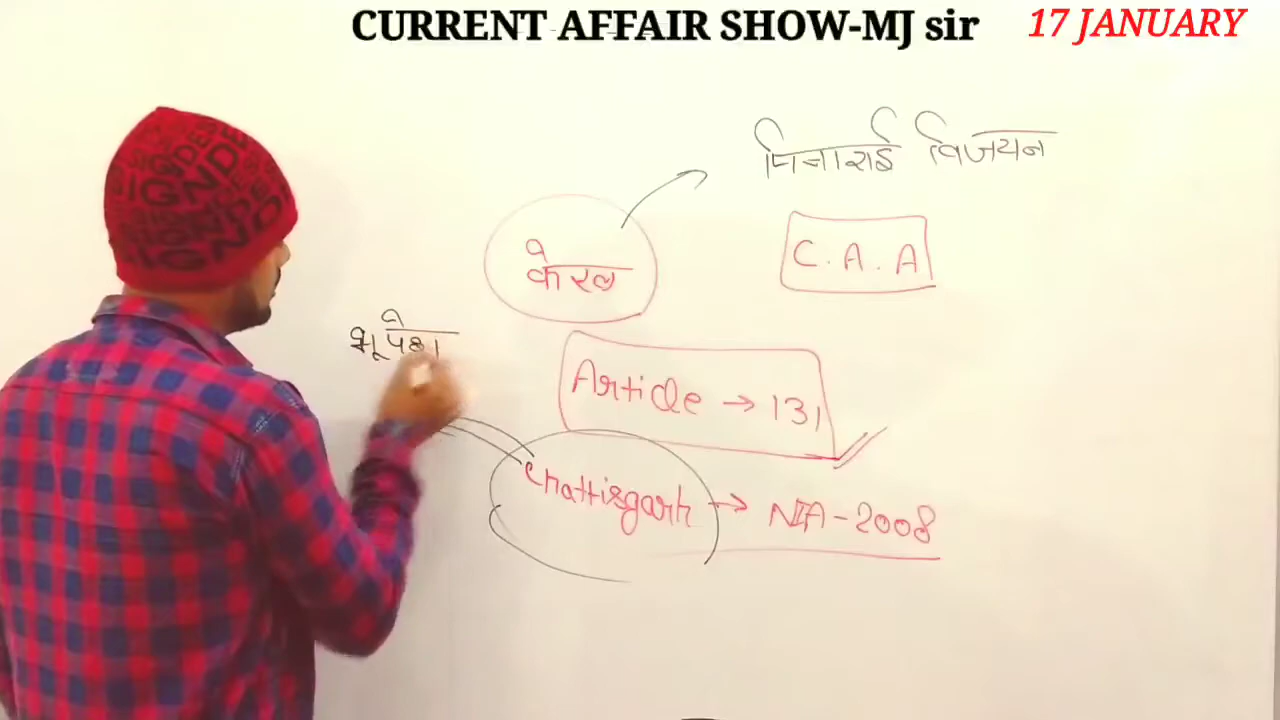 CURRENT AFFAIR SHOW-MJ sir
17 JANUARY
पिनाराई विजयन
केरल
C.A.A
भूपेश
Article → 131
Chattisgarh → NIA-2008